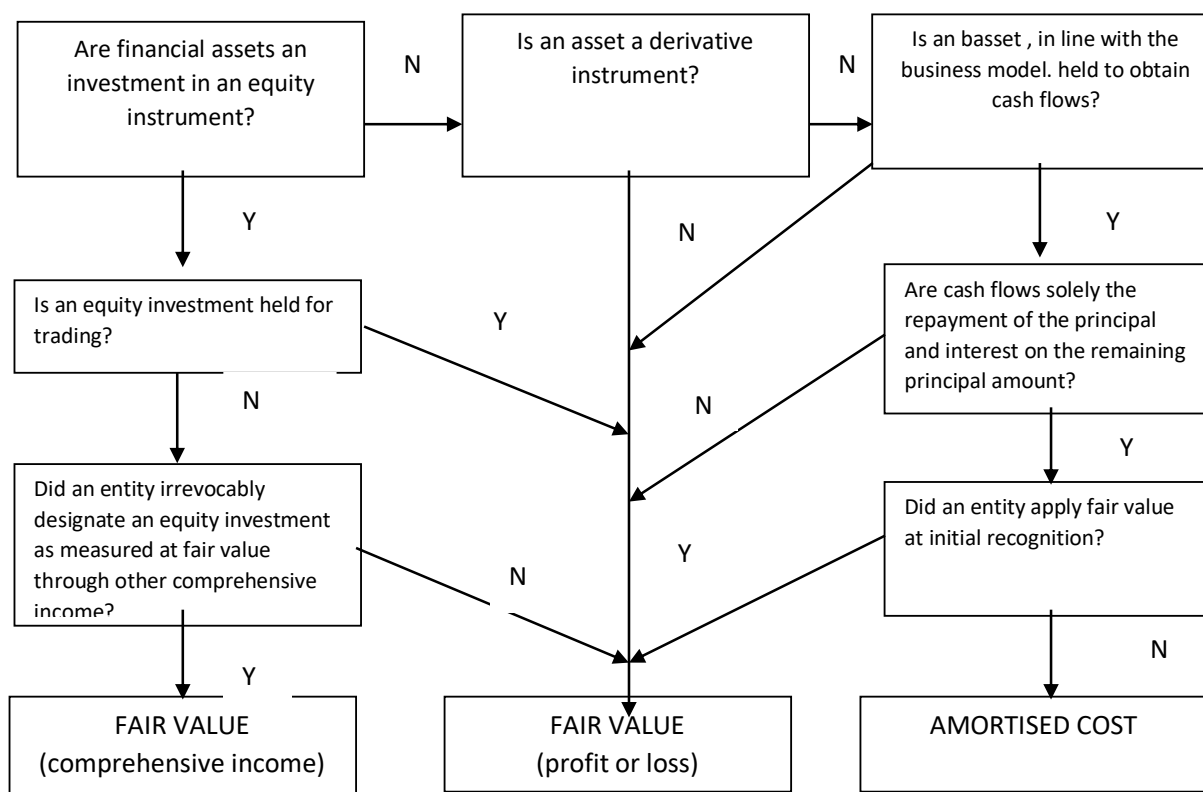 Are financial assets an
investment in an equity
instrument?
N
Is an asset a derivative
instrument?
N
Is an basset , in line with the
business model. held to obtain
cash flows?
Y
N
Y
Is an equity investment held for
trading?
Y
Are cash flows solely the
repayment of the principal
and interest on the remaining
principal amount?
N
N
Y
Did an entity irrevocably
designate an equity investment
as measured at fair value
through other comprehensive
income?
N
Y
Did an entity apply fair value
at initial recognition?
Y
N
FAIR VALUE
(comprehensive income)
FAIR VALUE
(profit or loss)
AMORTISED COST